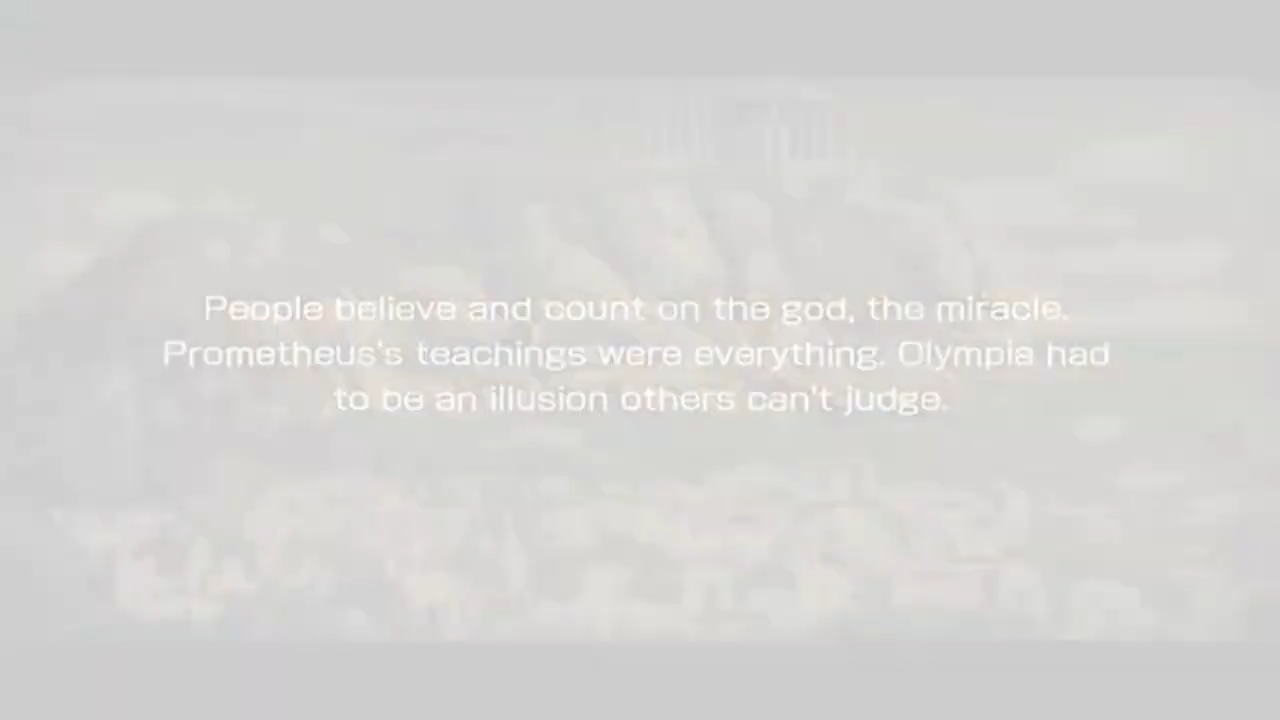 People believe and count on the god, the miracle.
Prometheus's teachings were everything. Olympia had
to be an illusion others can't judge.